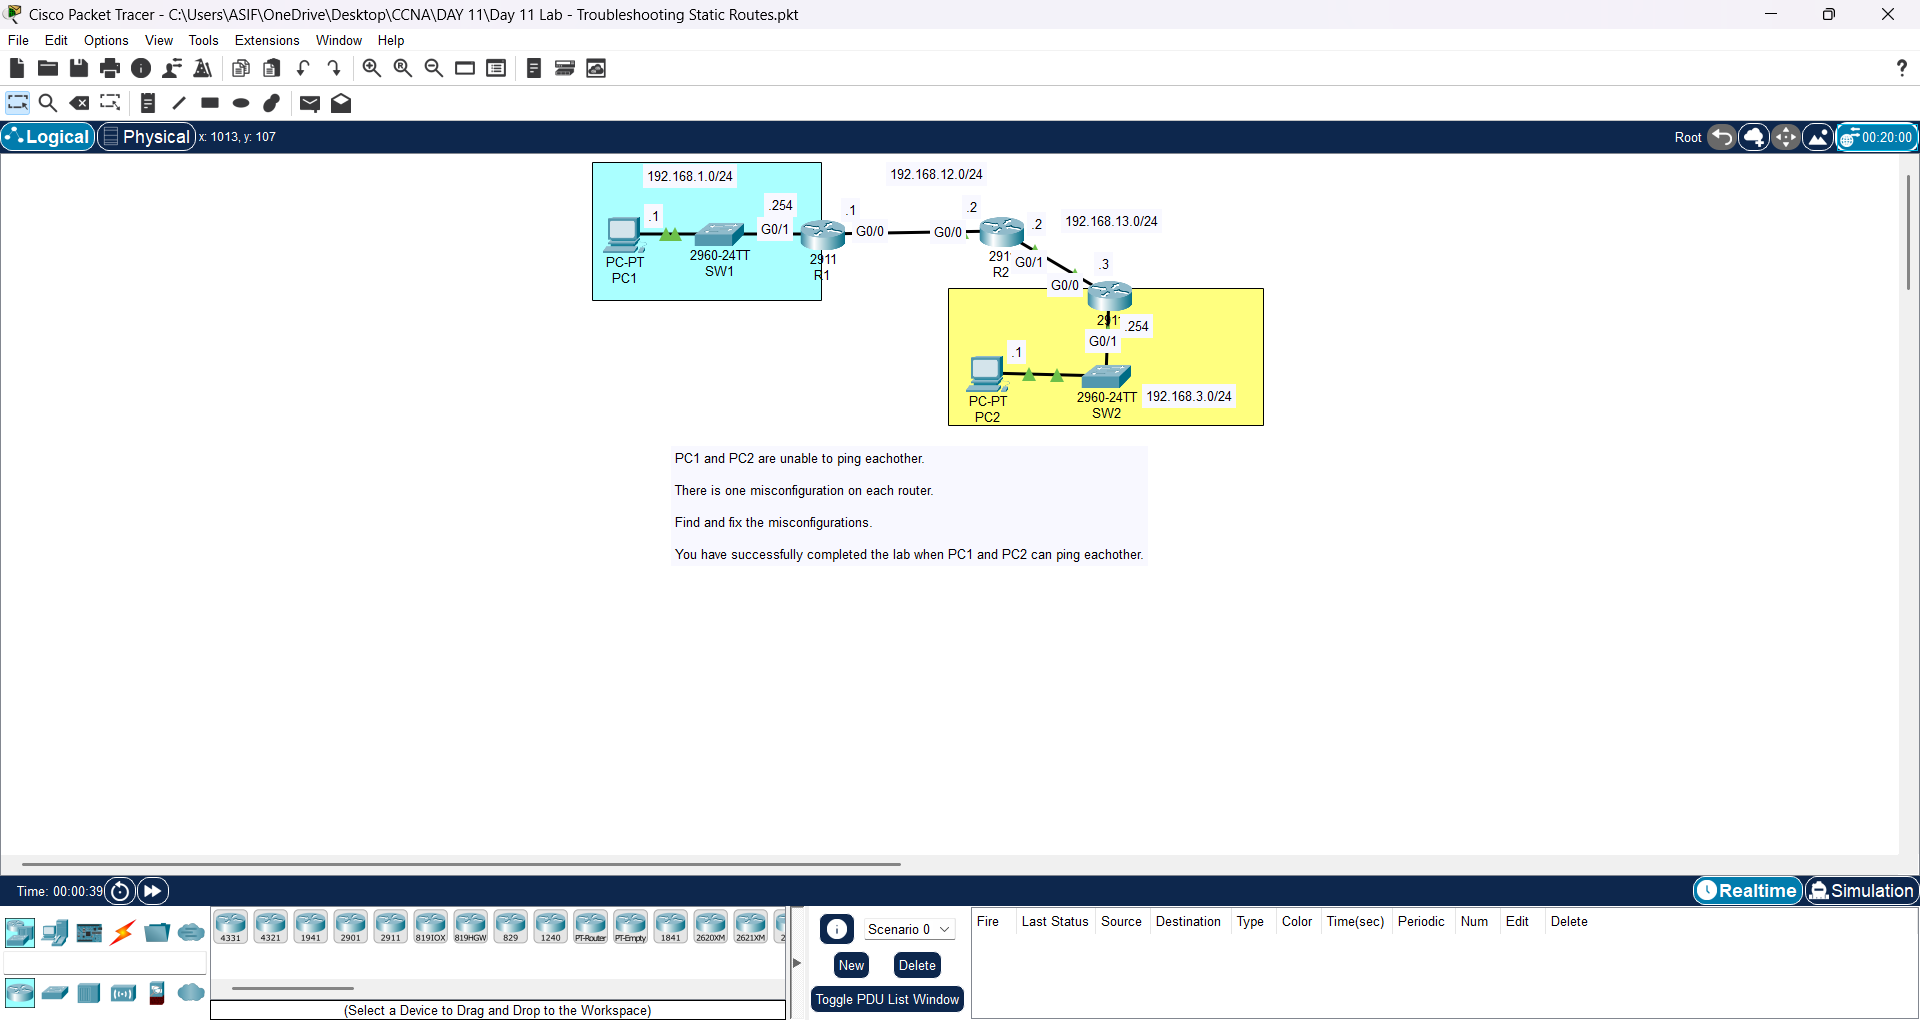 Cisco Packet Tracer - C:\Users\ASIF\OneDrive\Desktop\CCNA\DAY 11\Day 11 Lab - Troubleshooting Static Routes.pkt
File Edit Options View Tools Extensions Window Help
?
Logical Physical x: 1013, y: 107 Root 00:20:00
192.168.1.0/24
192.168.12.0/24
.1
.254
.1
.2
.2
192.168.13.0/24
G0/1
G0/0
G0/0
2960-24TT
SW1
PC-PT
PC1
2911
R1
291
R2
G0/1
.3
G0/0
291
.254
G0/1
.1
PC-PT
PC2
2960-24TT
SW2
192.168.3.0/24
PC1 and PC2 are unable to ping eachother.
There is one misconfiguration on each router.
Find and fix the misconfigurations.
You have successfully completed the lab when PC1 and PC2 can ping eachother.
Time: 00:00:39 Realtime Simulation
4331 4321 1941 2901 2911 819IOX 819HGW 829 1240 PT-Router PT-Empty 1841 2620XM 2621XM 2
(Select a Device to Drag and Drop to the Workspace)
Scenario 0
New Delete
Toggle PDU List Window
Fire Last Status Source Destination Type Color Time(sec) Periodic Num Edit Delete